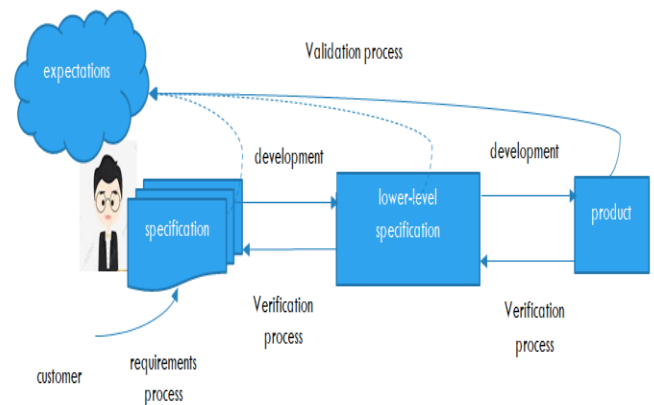 Validation process
expectations
development
development
lower-level
specification
specification
product
Verification
process
Verification
process
customer
requirements
process